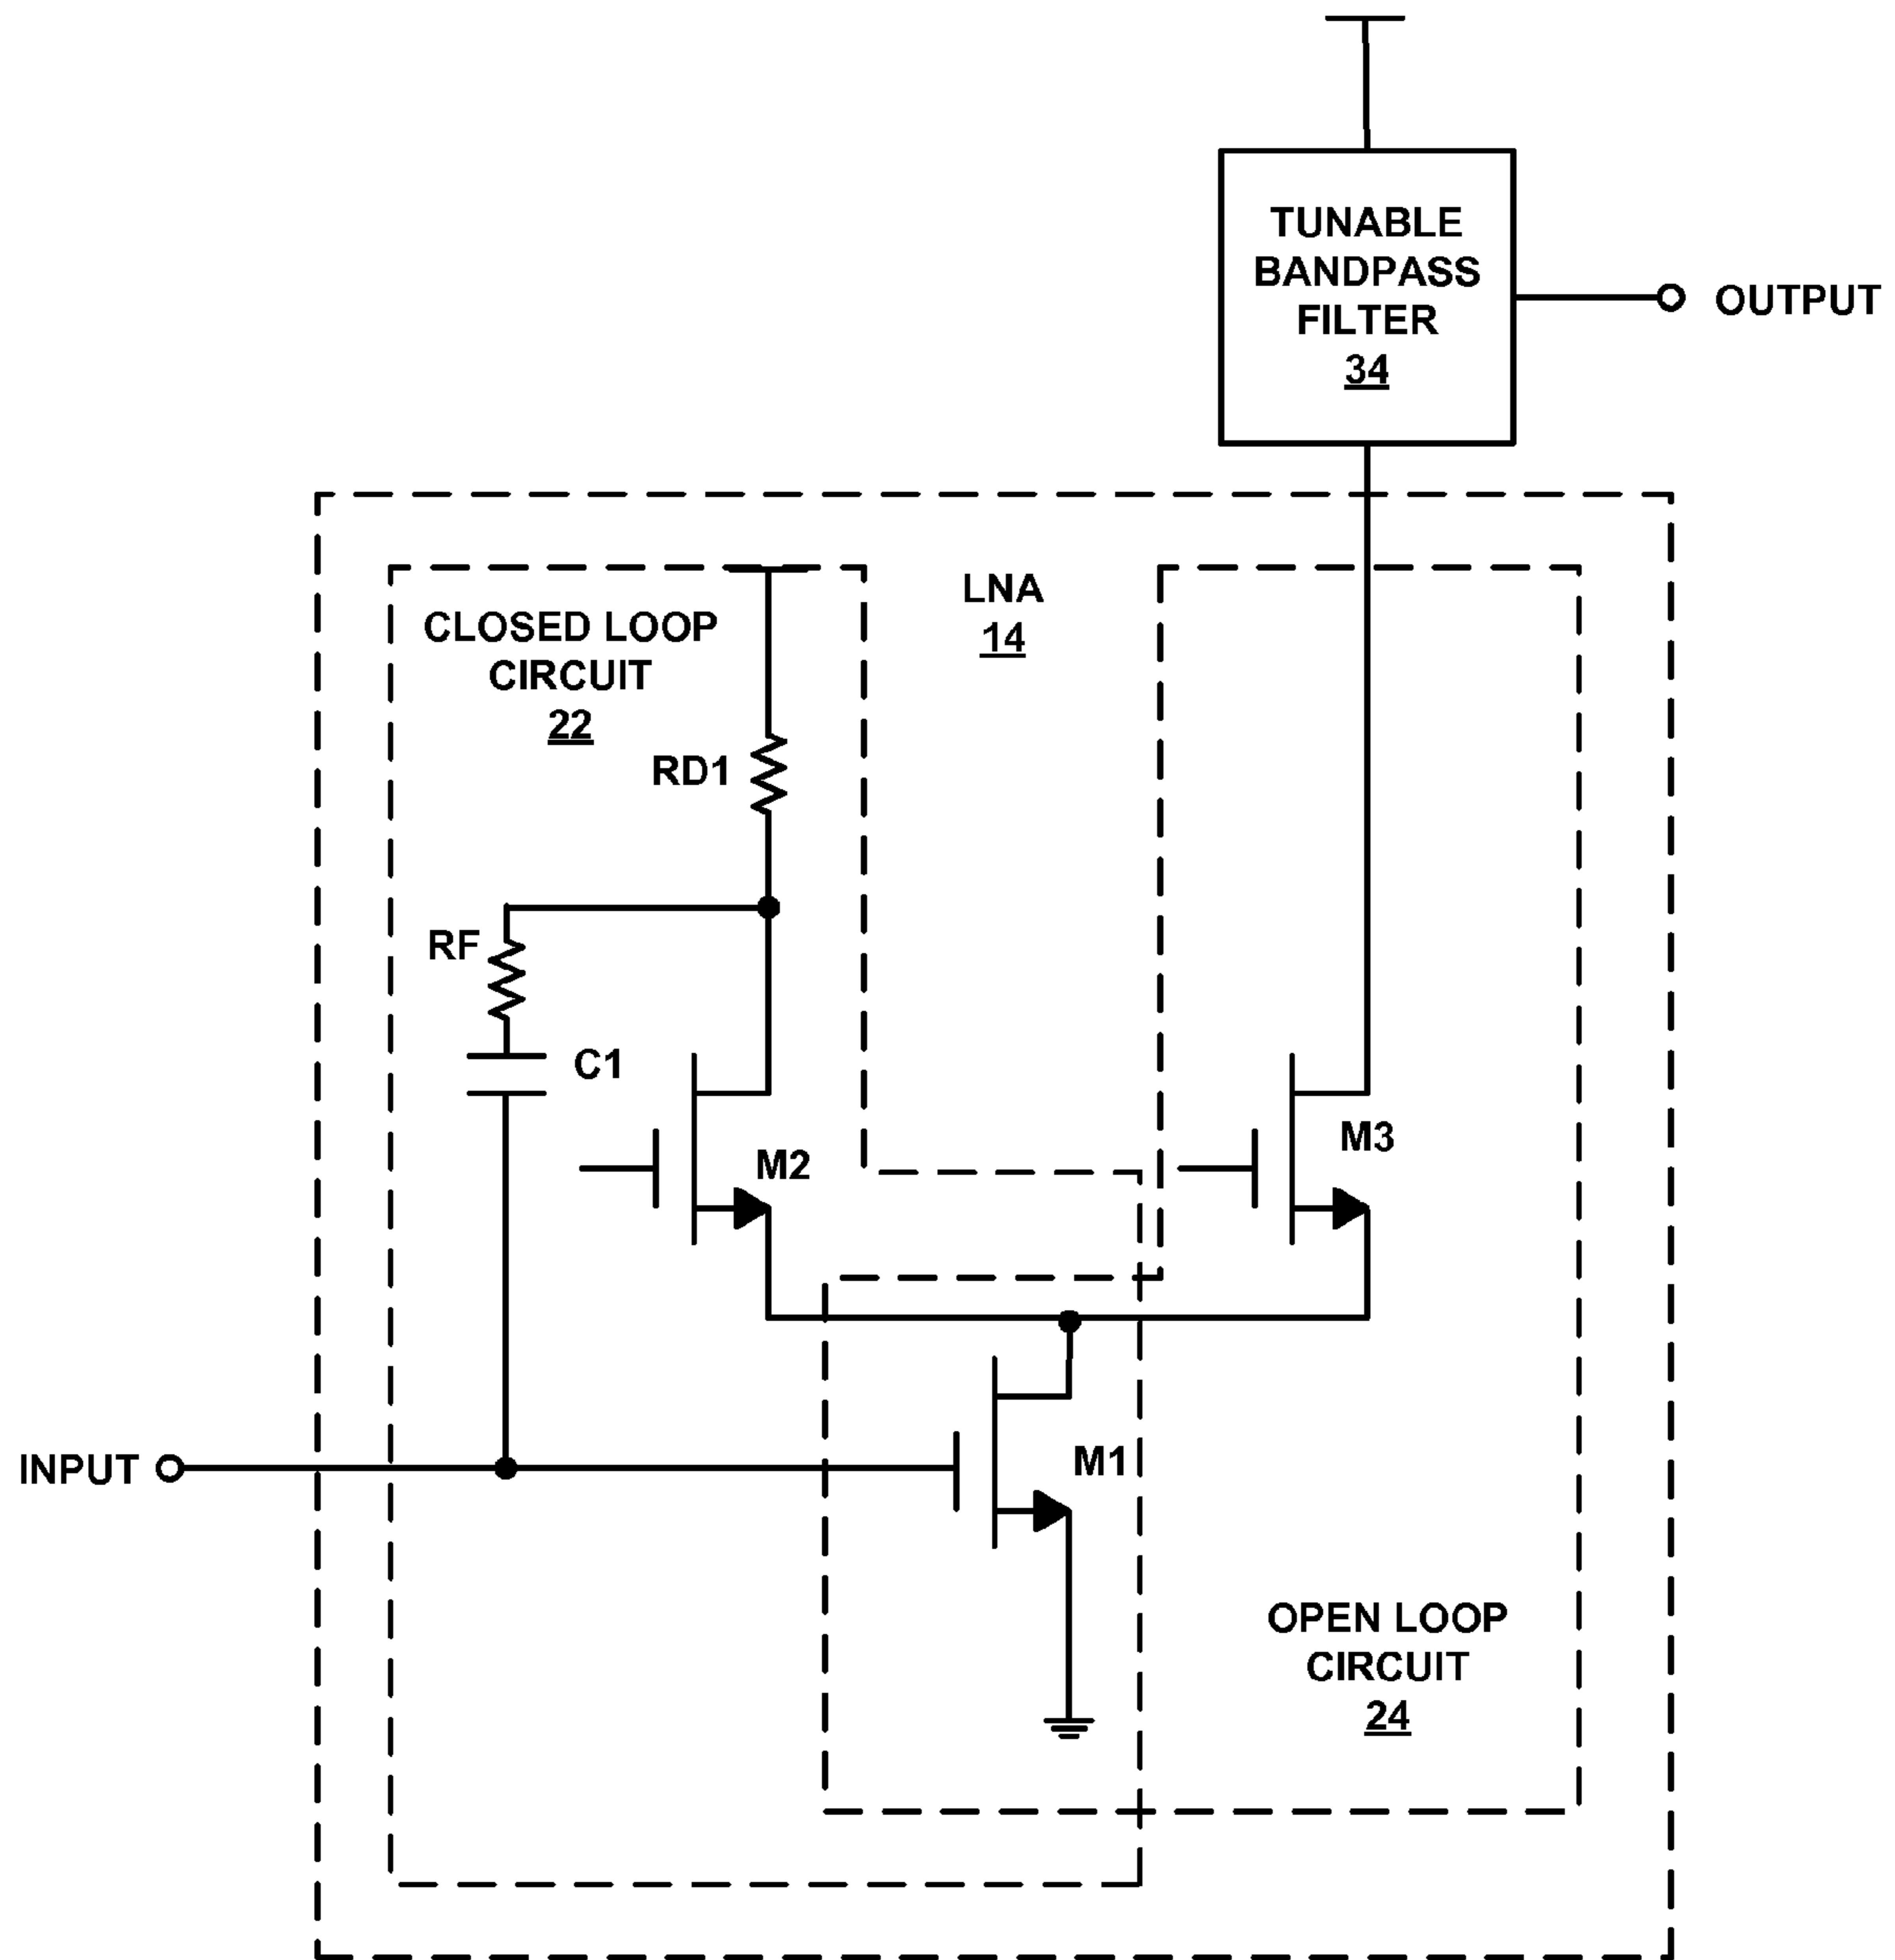 TUNABLE
BANDPASS
FILTER
34
OUTPUT
LNA
14
CLOSED LOOP
CIRCUIT
22
RD1
RF
C1
M2
M3
INPUT
M1
OPEN LOOP
CIRCUIT
24